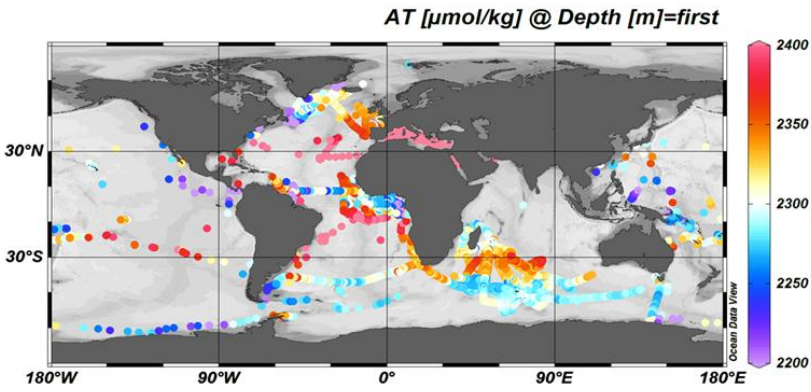 AT [µmol/kg] @ Depth [m]=first
2400
2350
30°N
2300
30°S
2250
Ocean Data View
2200
180°W 90°W 0° 90°E 180°E